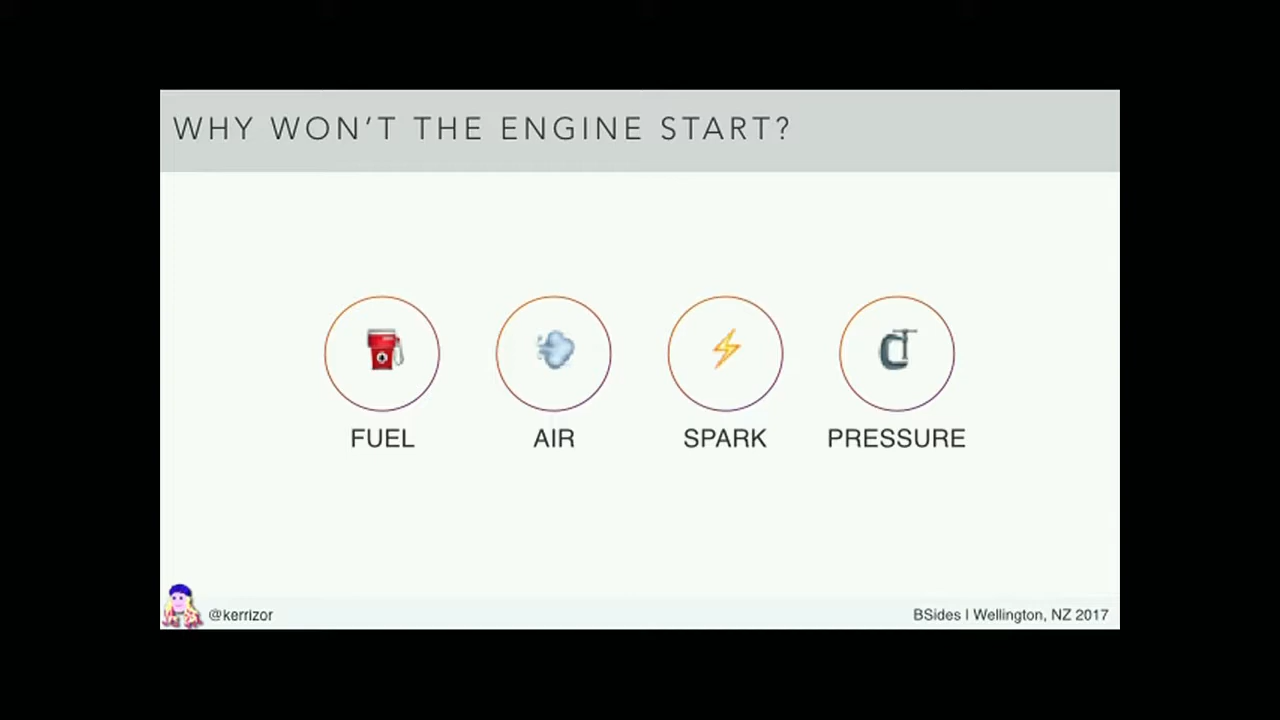 WHY WON'T THE ENGINE START?
FUEL
AIR
SPARK
PRESSURE
@kerrizor
BSides | Wellington, NZ 2017